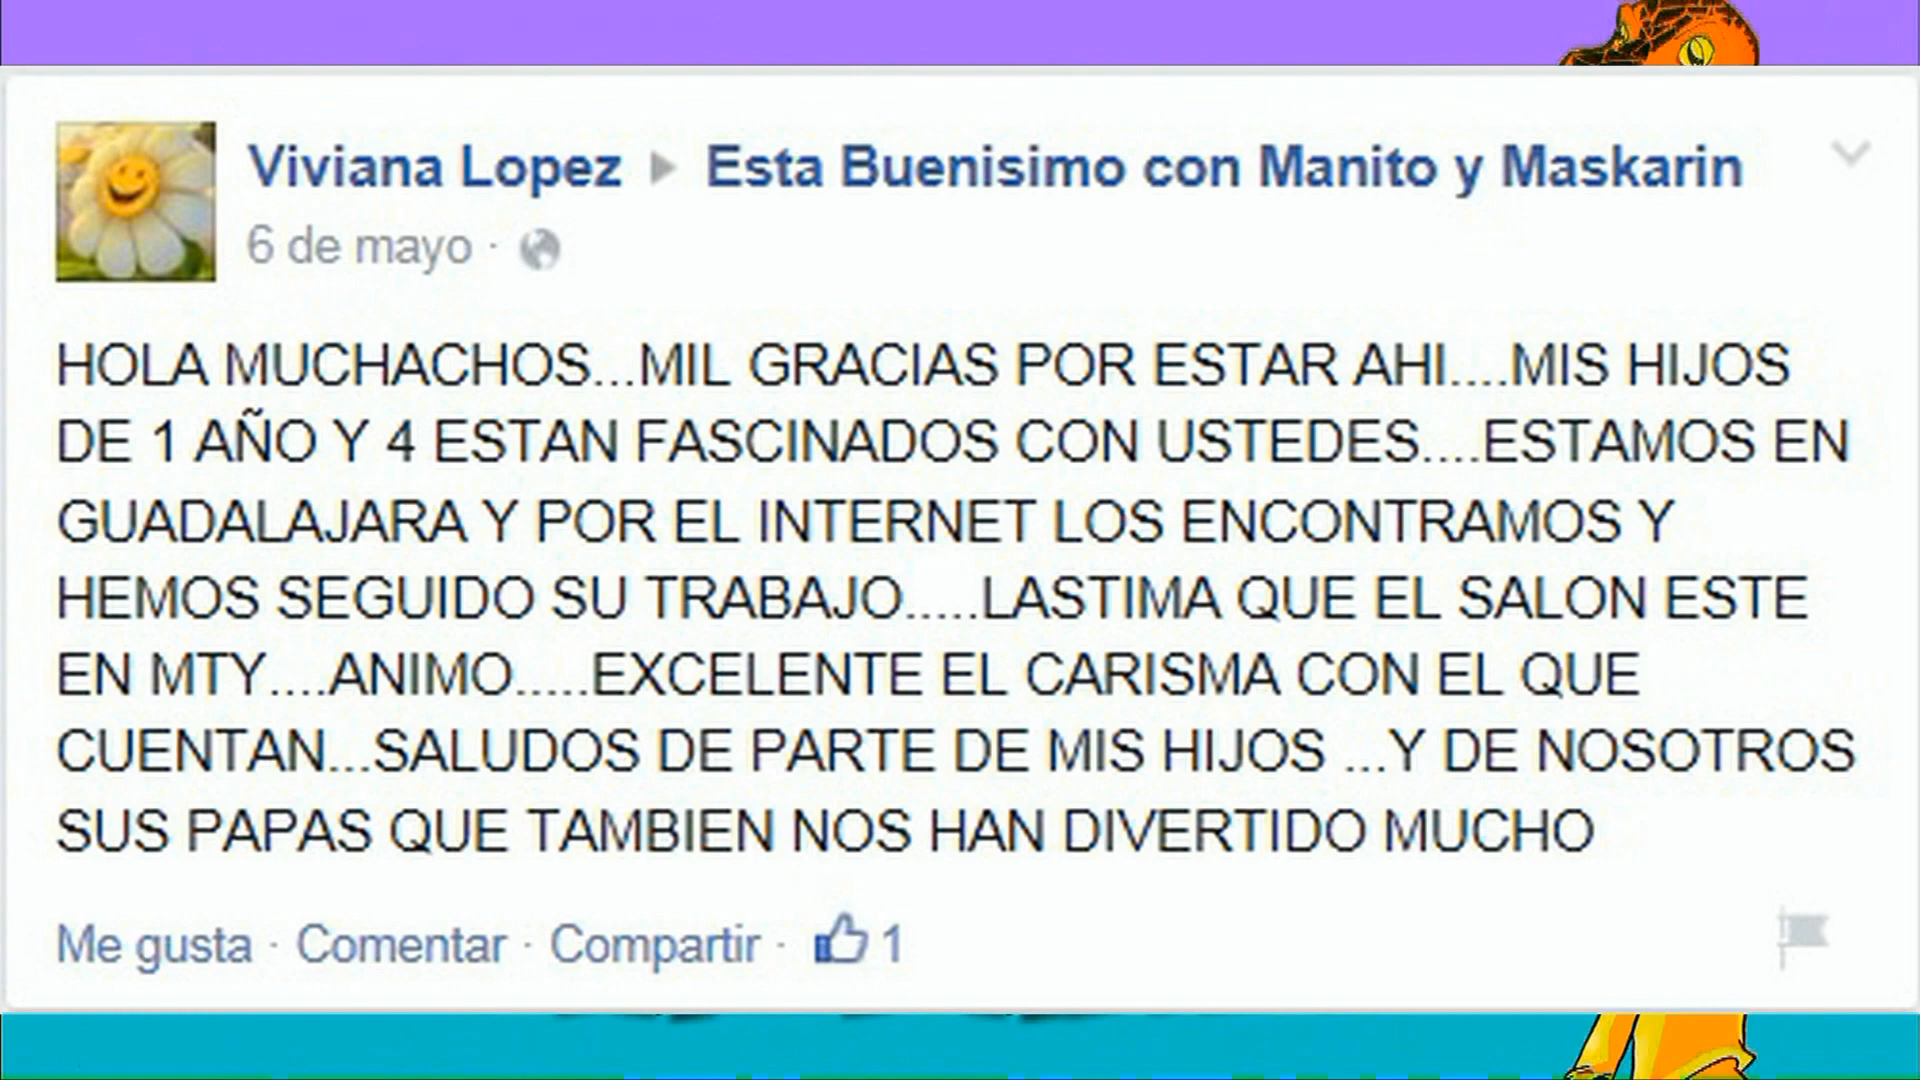 Viviana Lopez ▶ Esta Buenisimo con Manito y Maskarin
6 de mayo ·
HOLA MUCHACHOS...MIL GRACIAS POR ESTAR AHI....MIS HIJOS
DE 1 AÑO Y 4 ESTAN FASCINADOS CON USTEDES....ESTAMOS EN
GUADALAJARA Y POR EL INTERNET LOS ENCONTRAMOS Y
HEMOS SEGUIDO SU TRABAJO.....LASTIMA QUE EL SALON ESTE
EN MTY....ANIMO.....EXCELENTE EL CARISMA CON EL QUE
CUENTAN...SALUDOS DE PARTE DE MIS HIJOS ...Y DE NOSOTROS
SUS PAPAS QUE TAMBIEN NOS HAN DIVERTIDO MUCHO
Me gusta · Comentar · Compartir · 1